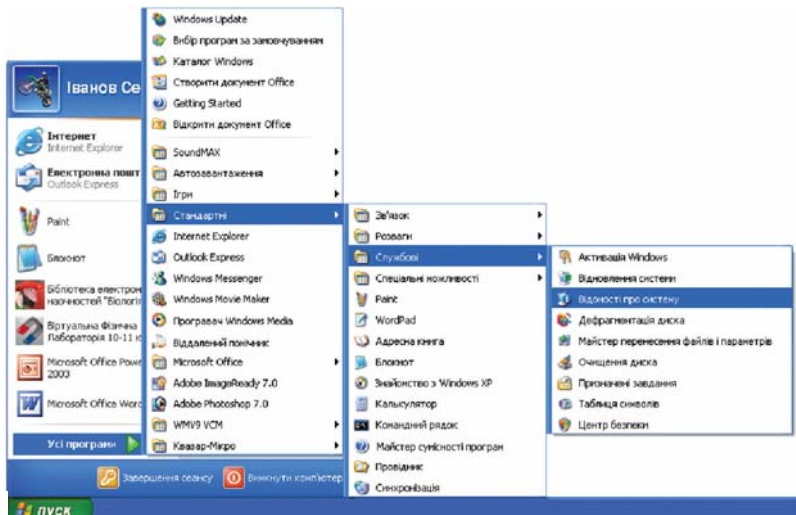 Іванов Се
Інтернет
Internet Explorer
Електронна пошт
Outlook Express
Paint
Блокнот
Бібліотека електрон
наочностей "Біологія
Віртуальна Фізична
Лабораторія 10-11 к
Microsoft Office Powe
2003
Microsoft Office Word
Усі програми
Завершення сеансу
Вимкнути комп'ютер
пуск
Windows Update
Вибір програм за замовчуванням
Каталог Windows
Створити документ Office
Getting Started
Відкрити документ Office
SoundMAX
Автозавантаження
Ігри
Стандартні
Internet Explorer
Outlook Express
Windows Messenger
Windows Movie Maker
Програвач Windows Media
Віддалений помічник
Microsoft Office
Adobe ImageReady 7.0
Adobe Photoshop 7.0
WMV9 VCM
Квазар-Мікро
Зв'язок
Розваги
Службові
Спеціальні можливості
Paint
WordPad
Адресна книга
Блокнот
Знайомство з Windows XP
Калькулятор
Командний рядок
Майстер сумісності програм
Провідник
Синхронізація
Активація Windows
Відновлення системи
Відомості про систему
Дефрагментація диска
Майстер перенесення файлів і параметрів
Очищення диска
Призначені завдання
Таблиця символів
Центр безпеки